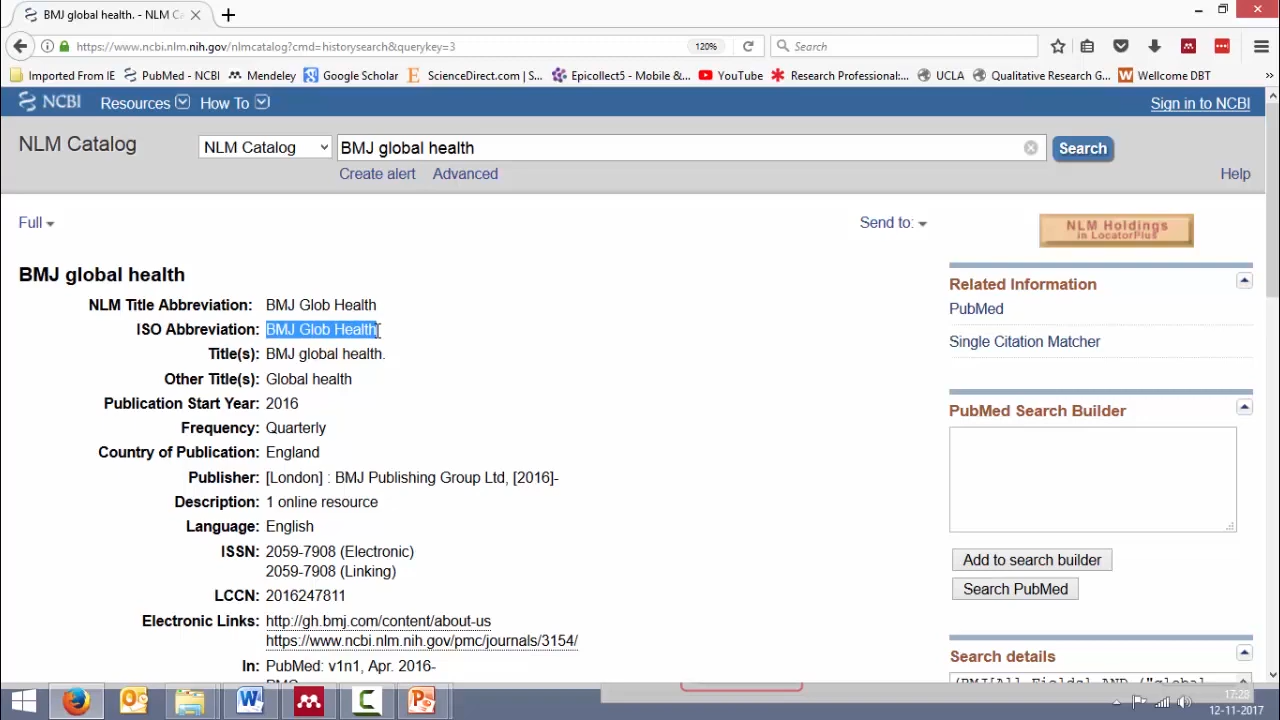 BMJ global health. - NLM C
https://www.ncbi.nlm.nih.gov/nlmcatalog?cmd=historysearch&querykey=3
120%
Search
Imported From IE
PubMed - NCBI
Mendeley
Google Scholar
ScienceDirect.com | S...
Epicollect5 - Mobile &...
YouTube
Research Professional:...
UCLA
Qualitative Research G...
Wellcome DBT
NCBI Resources How To
Sign in to NCBI
NLM Catalog
NLM Catalog
BMJ global health
Search
Create alert Advanced
Help
Full
Send to:
NLM Holdings
in LocatorPlus
BMJ global health
NLM Title Abbreviation: BMJ Glob Health
ISO Abbreviation: BMJ Glob Health
Title(s): BMJ global health.
Other Title(s): Global health
Publication Start Year: 2016
Frequency: Quarterly
Country of Publication: England
Publisher: [London] : BMJ Publishing Group Ltd, [2016]-
Description: 1 online resource
Language: English
ISSN: 2059-7908 (Electronic)
2059-7908 (Linking)
LCCN: 2016247811
Electronic Links: http://gh.bmj.com/content/about-us
https://www.ncbi.nlm.nih.gov/pmc/journals/3154/
In: PubMed: v1n1, Apr. 2016-
Related Information
PubMed
Single Citation Matcher
PubMed Search Builder
Add to search builder
Search PubMed
Search details
(BMJ[All Fields] AND ("global
17:28
12-11-2017